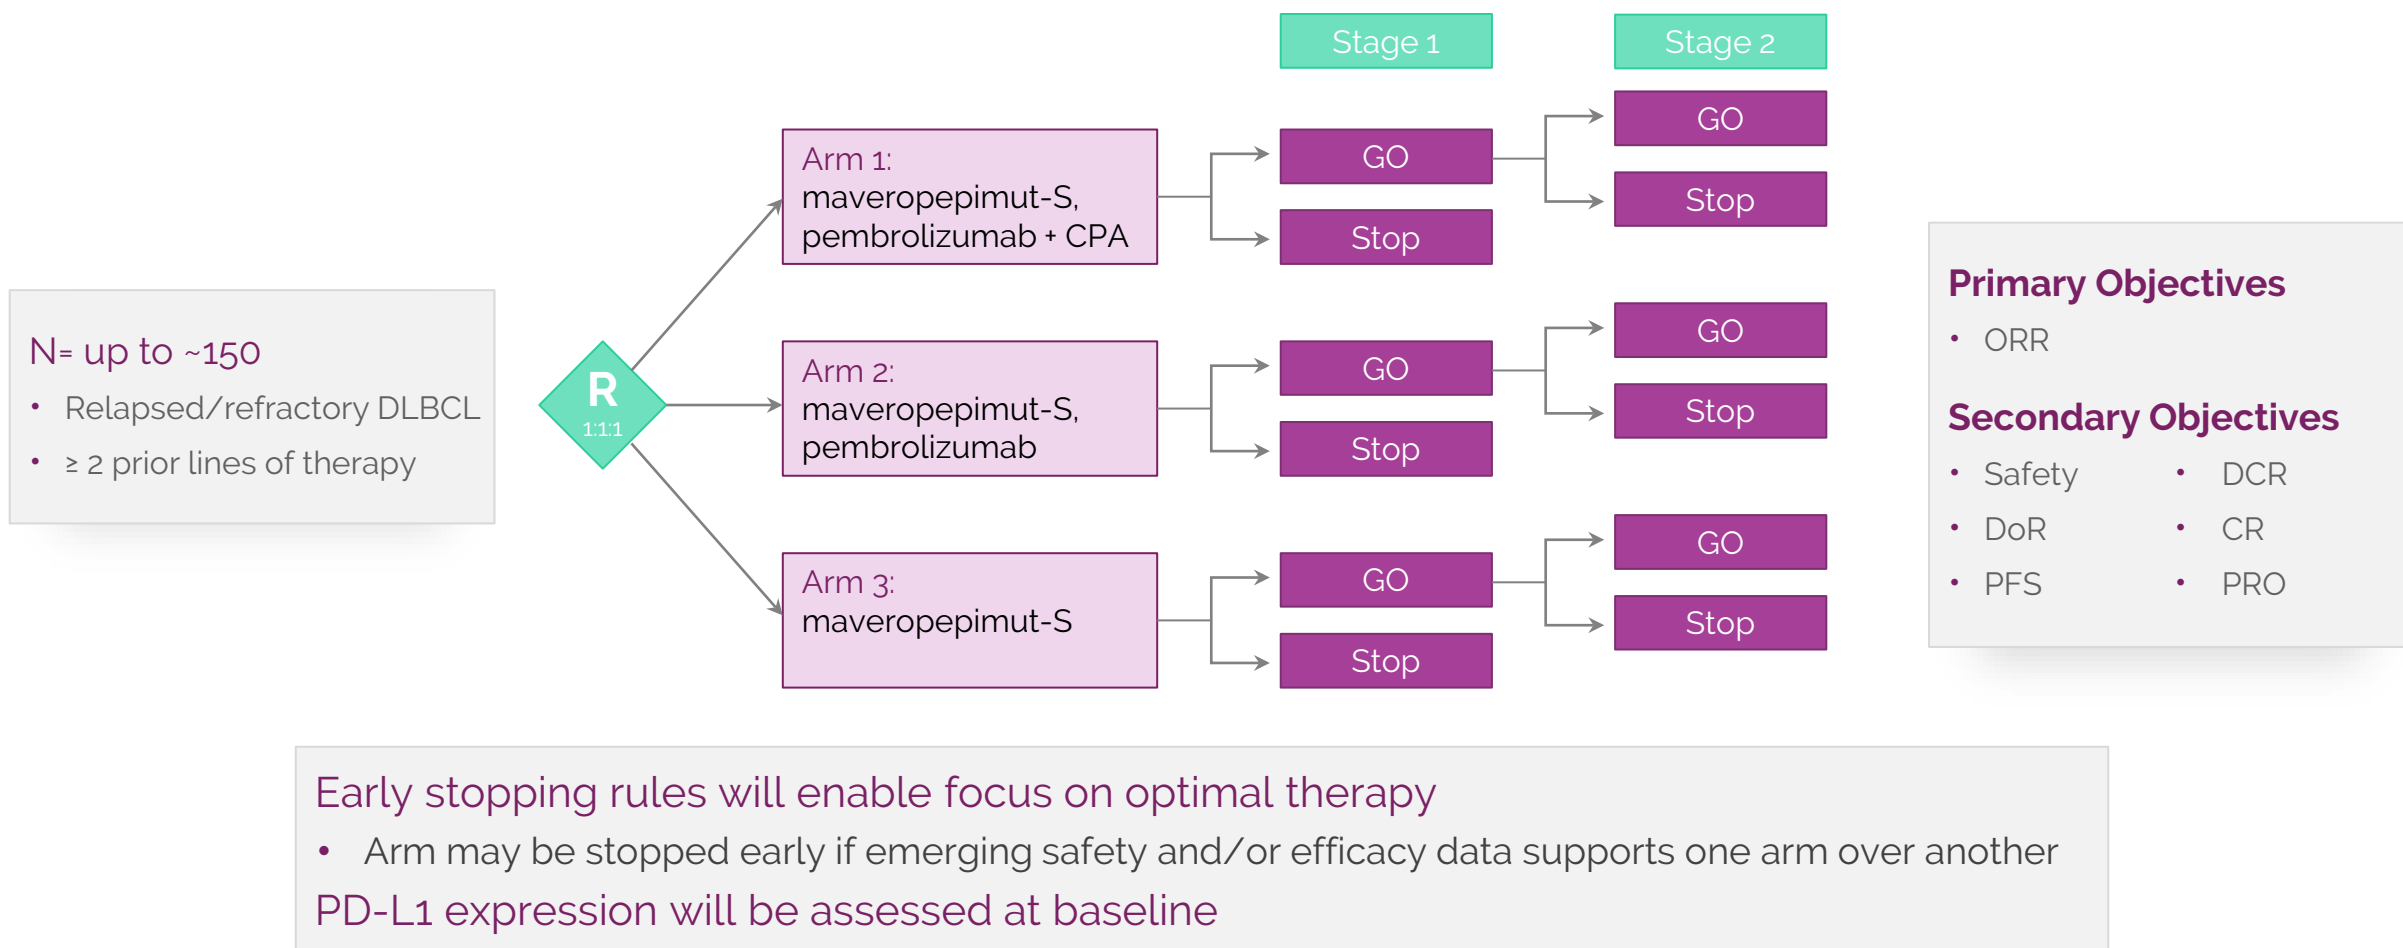 N= up to ~150
• Relapsed/refractory DLBCL
• ≥ 2 prior lines of therapy
R
1:1:1
Arm 1:
maveropepimut-S,
pembrolizumab + CPA
Arm 2:
maveropepimut-S,
pembrolizumab
Arm 3:
maveropepimut-S
Stage 1
GO
Stop
GO
Stop
GO
Stop
Stage 2
GO
Stop
GO
Stop
GO
Stop
Primary Objectives
• ORR
Secondary Objectives
• Safety
• DoR
• PFS
• DCR
• CR
• PRO
Early stopping rules will enable focus on optimal therapy
• Arm may be stopped early if emerging safety and/or efficacy data supports one arm over another
PD-L1 expression will be assessed at baseline